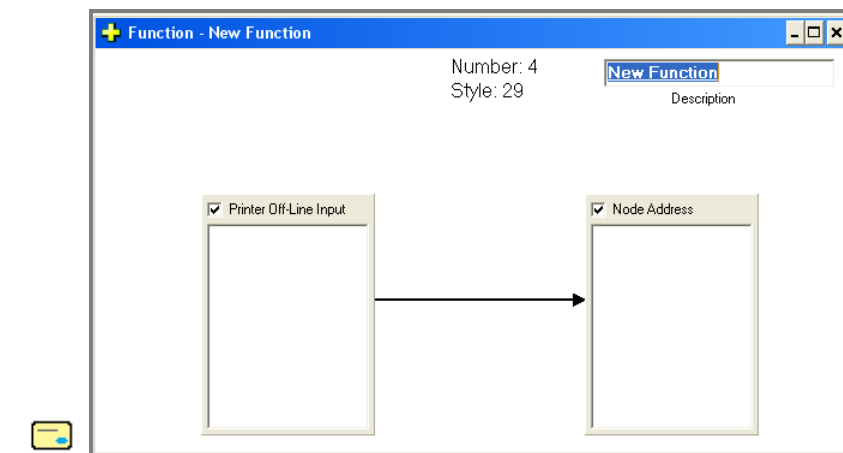 Function - New Function
Number: 4
New Function
Style: 29
Description
Printer Off-Line Input
Node Address